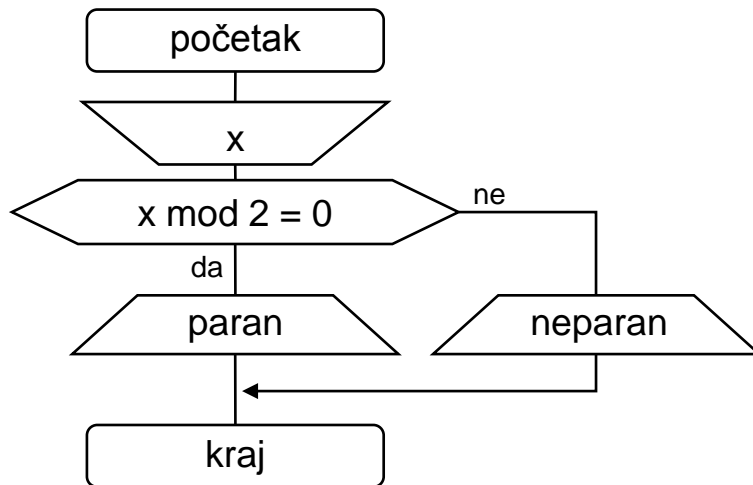 početak
x
x mod 2 = 0
ne
da
paran
neparan
kraj